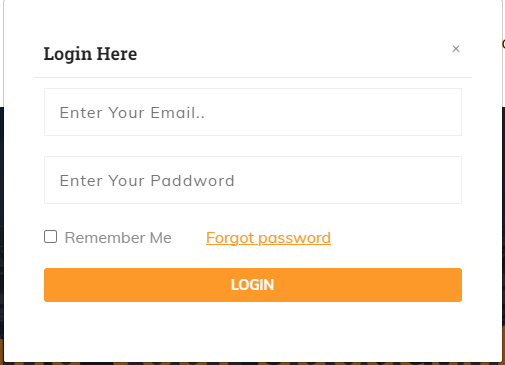 Login Here
×
Enter Your Email..
Enter Your Paddword
Remember Me
Forgot password
LOGIN